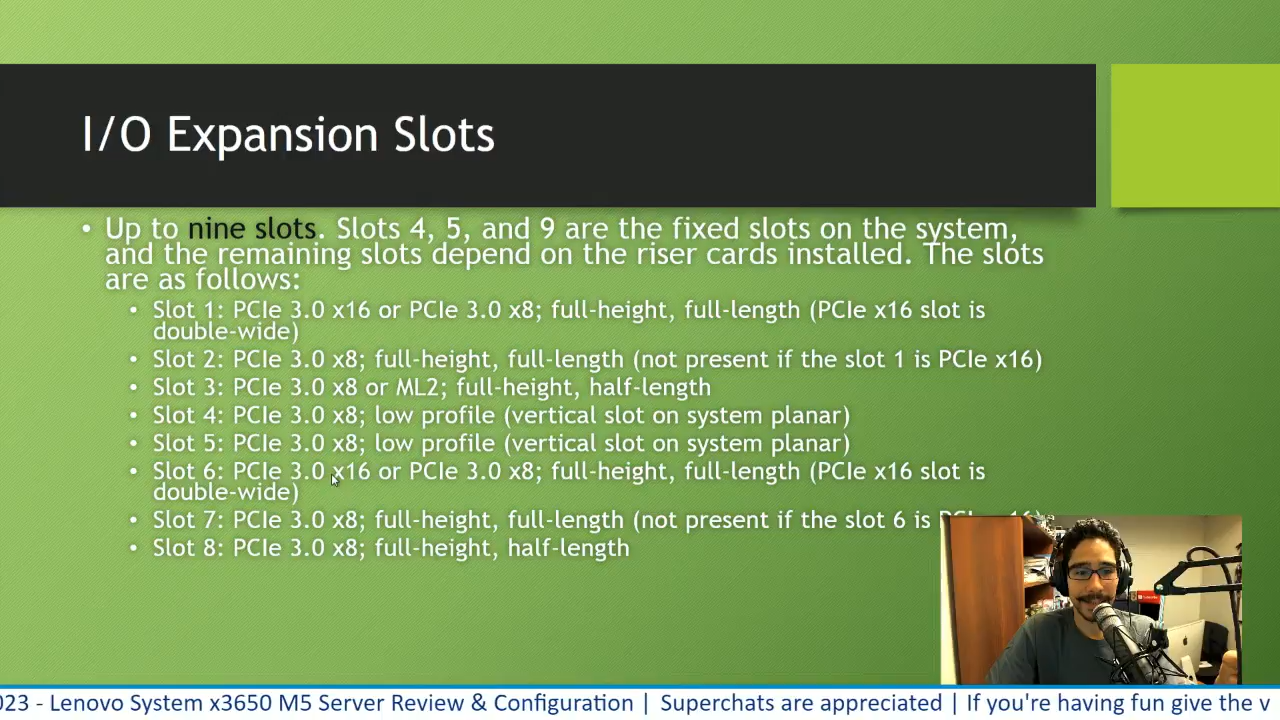 I/O Expansion Slots
• Up to nine slots. Slots 4, 5, and 9 are the fixed slots on the system,
and the remaining slots depend on the riser cards installed. The slots
are as follows:
• Slot 1: PCIe 3.0 x16 or PCIe 3.0 x8; full-height, full-length (PCIe x16 slot is
double-wide)
• Slot 2: PCIe 3.0 x8; full-height, full-length (not present if the slot 1 is PCIe x16)
• Slot 3: PCIe 3.0 x8 or ML2; full-height, half-length
• Slot 4: PCIe 3.0 x8; low profile (vertical slot on system planar)
• Slot 5: PCIe 3.0 x8; low profile (vertical slot on system planar)
• Slot 6: PCIe 3.0 x16 or PCIe 3.0 x8; full-height, full-length (PCIe x16 slot is
double-wide)
• Slot 7: PCIe 3.0 x8; full-height, full-length (not present if the slot 6 is
• Slot 8: PCIe 3.0 x8; full-height, half-length
023 - Lenovo System x3650 M5 Server Review & Configuration | Superchats are appreciated | If you're having fun give the v